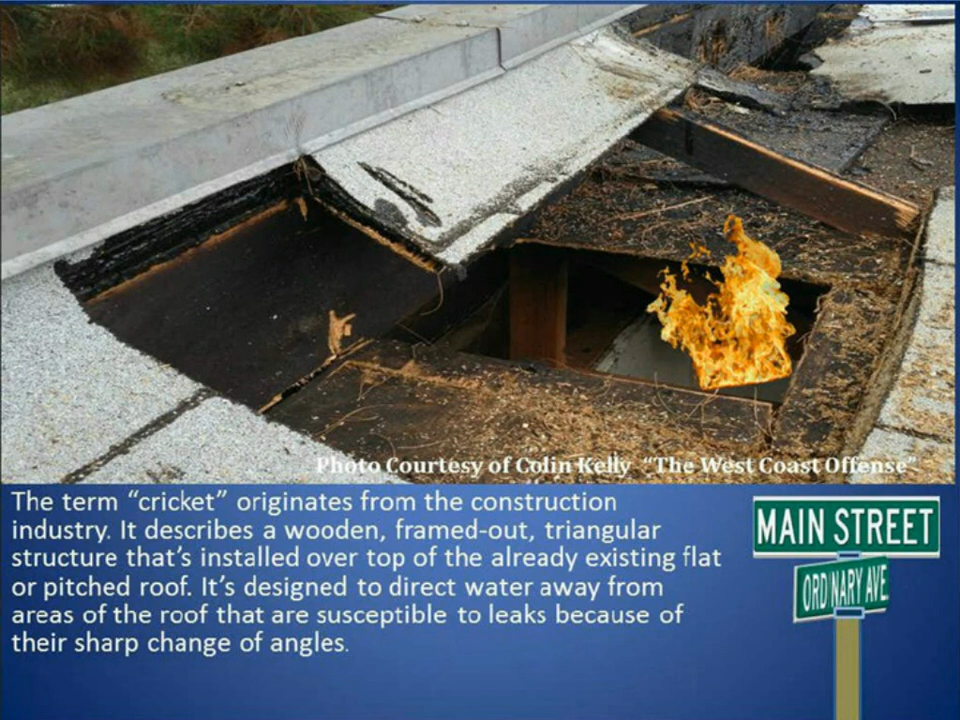 Photo Courtesy of Colin Kelly "The West Coast Offense"
The term “cricket” originates from the construction
industry. It describes a wooden, framed-out, triangular
structure that’s installed over top of the already existing flat
or pitched roof. It’s designed to direct water away from
areas of the roof that are susceptible to leaks because of
their sharp change of angles.
MAIN STREET
ORDINARY AVE.